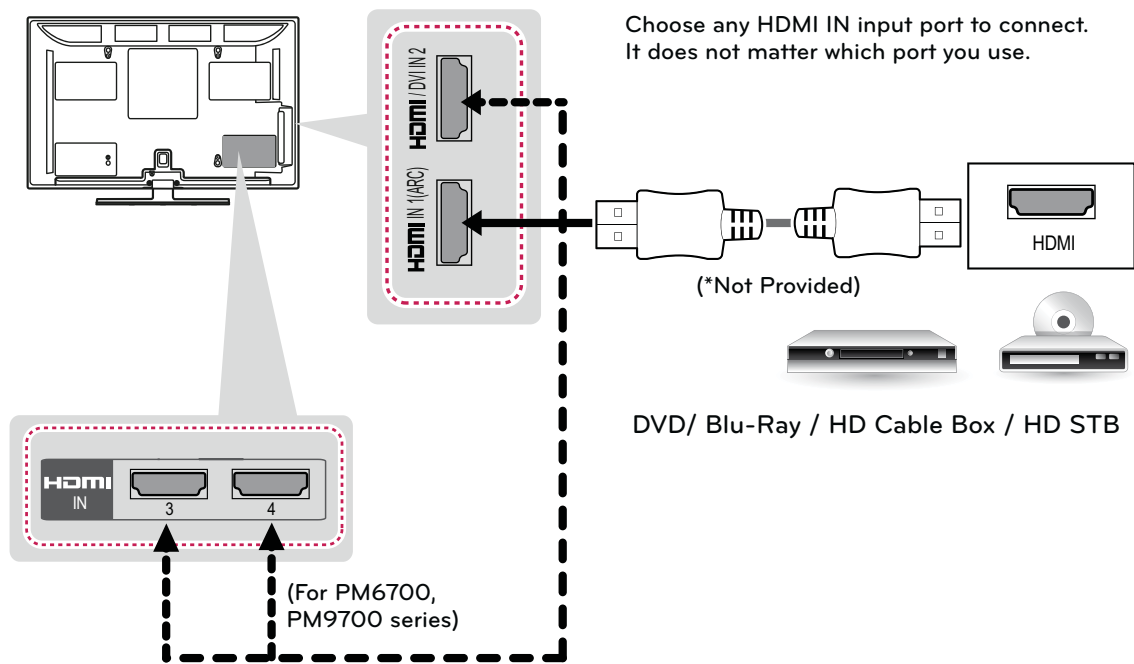 Choose any HDMI IN input port to connect.
It does not matter which port you use.
HDMI / DVI IN 2
HDMI IN 1(ARC)
HDMI
(*Not Provided)
DVD/ Blu-Ray / HD Cable Box / HD STB
HDMI
IN
3
4
(For PM6700,
PM9700 series)